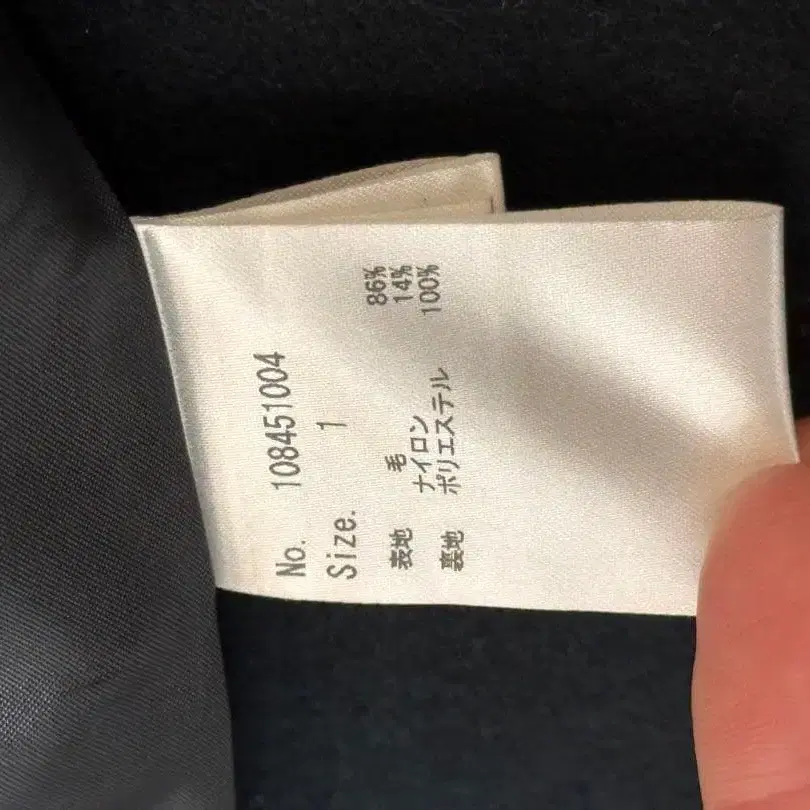 No. 108451004
Size. 1
表地 毛 86%
ナイロン 14%
裏地 ポリエステル 100%